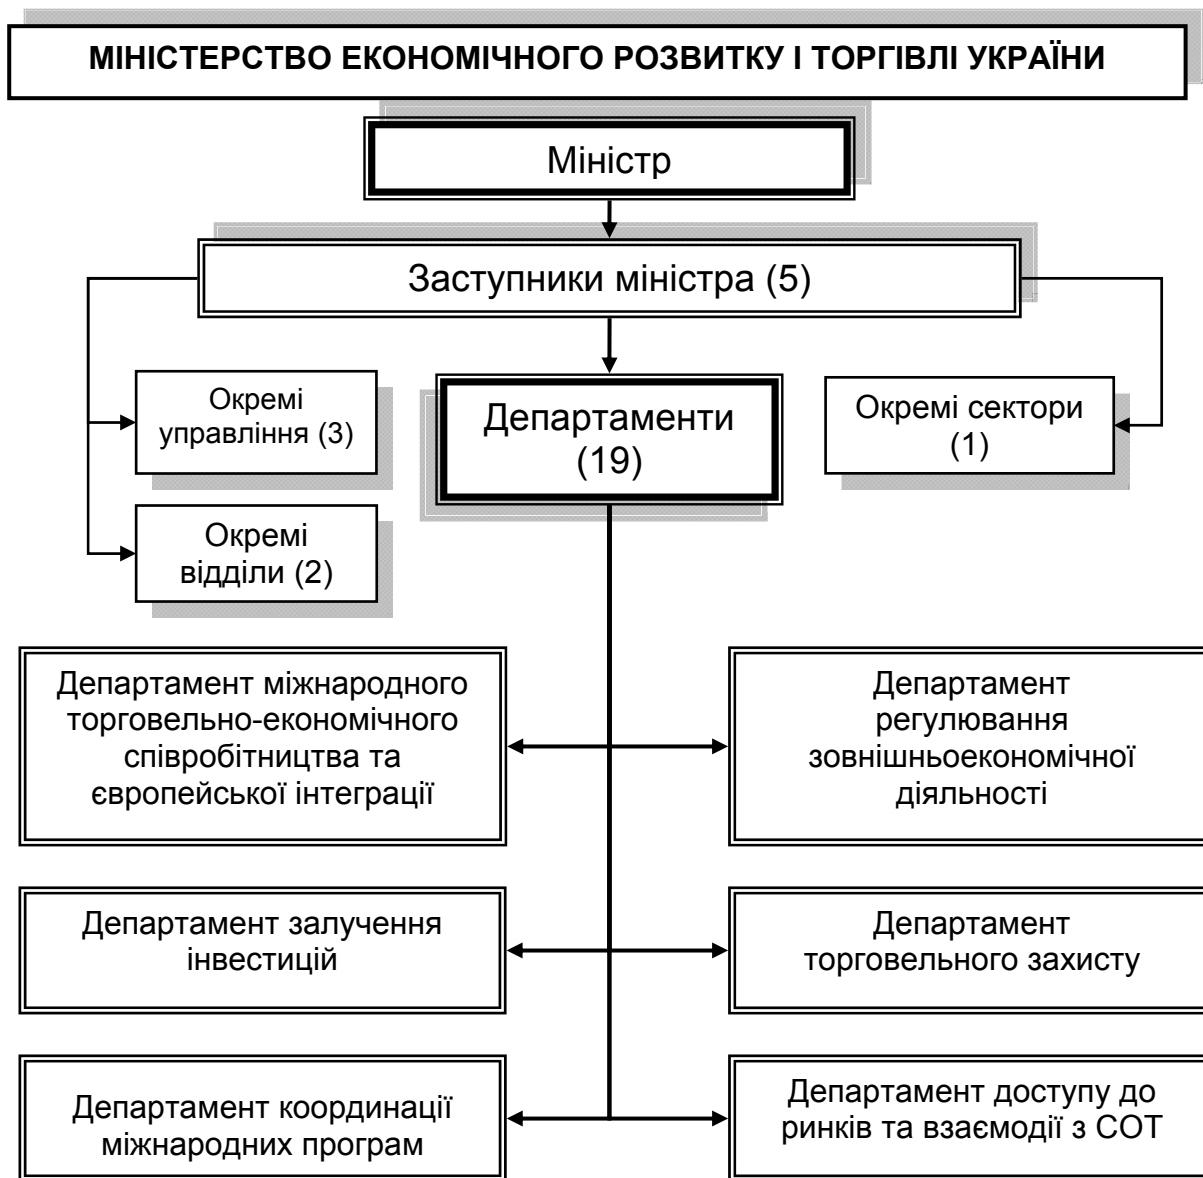 МІНІСТЕРСТВО ЕКОНОМІЧНОГО РОЗВИТКУ І ТОРГІВЛІ УКРАЇНИ
Міністр
Заступники міністра (5)
Окремі
управління (3)
Департаменти
(19)
Окремі сектори
(1)
Окремі
відділи (2)
Департамент міжнародного
торговельно-економічного
співробітництва та
європейської інтеграції
Департамент
регулювання
зовнішньоекономічної
діяльності
Департамент залучення
інвестицій
Департамент
торговельного захисту
Департамент координації
міжнародних програм
Департамент доступу до
ринків та взаємодії з СОТ